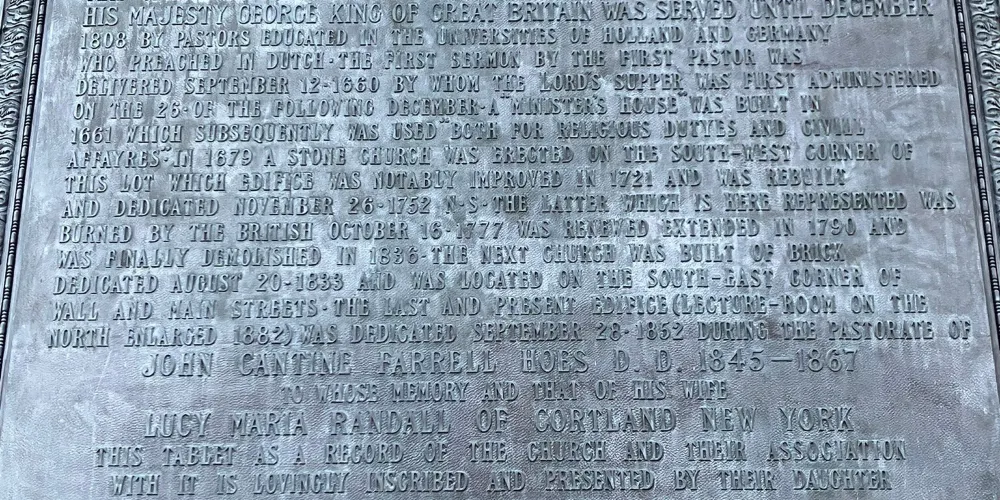 HIS MAJESTY GEORGE KING OF GREAT BRITAIN WAS SERVED UNTIL DECEMBER
1808 BY PASTORS EDUCATED IN THE UNIVERSITIES OF HOLLAND AND GERMANY
WHO PREACHED IN DUTCH·THE FIRST SERMON BY THE FIRST PASTOR WAS
DELIVERED SEPTEMBER 12·1660 BY WHOM THE LORD'S SUPPER WAS FIRST ADMINISTERED
ON THE 26·OF THE FOLLOWING DECEMBER·A "MINISTER'S HOUSE" WAS BUILT IN
1661 WHICH SUBSEQUENTLY WAS USED "BOTH FOR RELIGIOUS DUTYES AND CIVILL
AFFAYRES"·IN 1679 A STONE CHURCH WAS ERECTED ON THE SOUTH-WEST CORNER OF
THIS LOT WHICH EDIFICE WAS NOTABLY IMPROVED IN 1721 AND WAS REBUILT
AND DEDICATED NOVEMBER 26·1752 N·S·THE LATTER WHICH IS HERE REPRESENTED WAS
BURNED BY THE BRITISH OCTOBER 16·1777 WAS RENEWED EXTENDED IN 1790 AND
WAS FINALLY DEMOLISHED IN 1836·THE NEXT CHURCH WAS BUILT OF BRICK
DEDICATED AUGUST 20·1833 AND WAS LOCATED ON THE SOUTH-EAST CORNER OF
WALL AND MAIN STREETS·THE LAST AND PRESENT EDIFICE (LECTURE-ROOM ON THE
NORTH ENLARGED 1882) WAS DEDICATED SEPTEMBER 28·1852 DURING THE PASTORATE OF
JOHN CANTINE FARRELL HOES D. D. 1845—1867
TO WHOSE MEMORY AND THAT OF HIS WIFE
LUCY MARIA RANDALL OF CORTLAND NEW YORK
THIS TABLET AS A RECORD OF THE CHURCH AND THEIR ASSOCIATION
WITH IT IS LOVINGLY INSCRIBED AND PRESENTED BY THEIR DAUGHTER